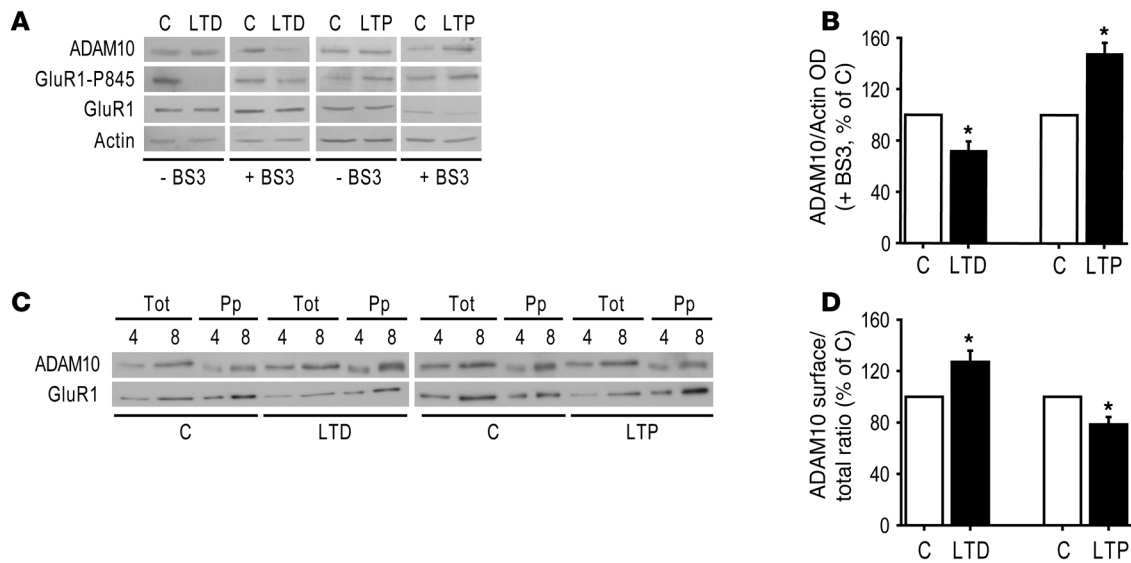 A
C LTD C LTD C LTP C LTP
ADAM10
GluR1-P845
GluR1
Actin
- BS3 + BS3 - BS3 + BS3
B
ADAM10/Actin OD
(+ BS3, % of C)
160
120
80
40
0
* *
C LTD C LTP
C
Tot Pp Tot Pp Tot Pp Tot Pp
4 8 4 8 4 8 4 8 4 8 4 8 4 8 4 8
ADAM10
GluR1
C LTD C LTP
D
ADAM10 surface/
total ratio (% of C)
160
120
80
40
0
* *
C LTD C LTP